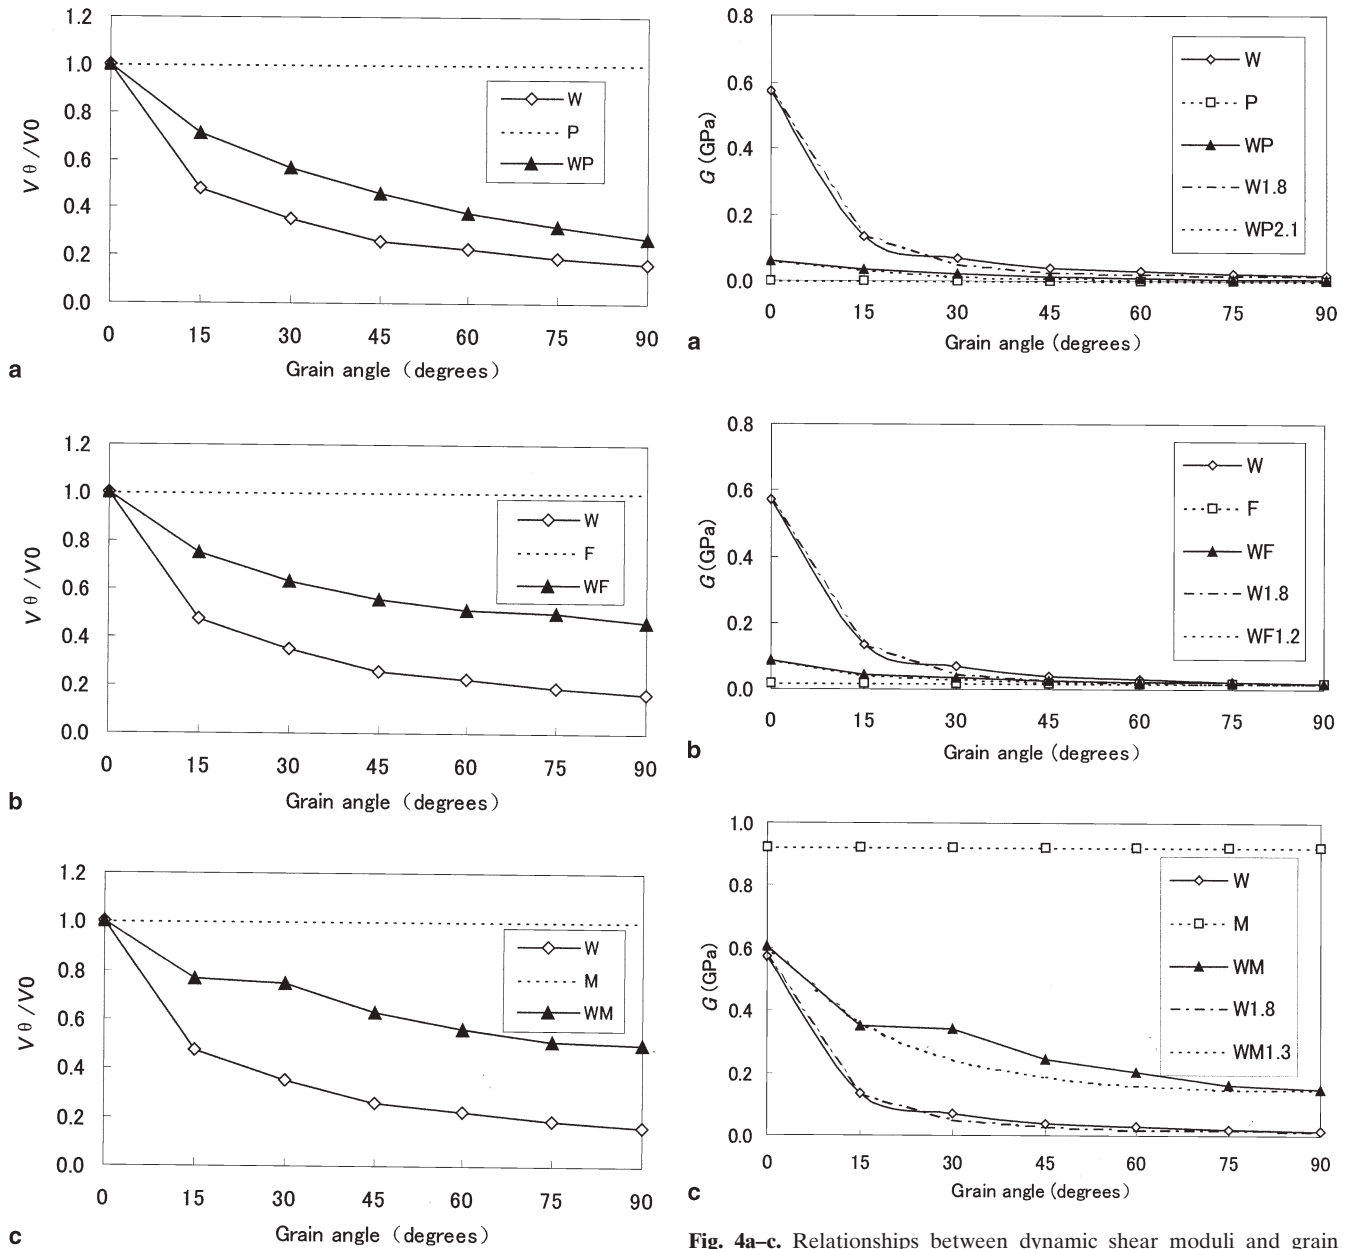 1.2
1.0
0.8
0.6
0.4
0.2
0.0
Vθ/V0
W
P
WP
0 15 30 45 60 75 90
Grain angle (degrees)
a
1.2
1.0
0.8
0.6
0.4
0.2
0.0
Vθ/V0
W
F
WF
0 15 30 45 60 75 90
Grain angle (degrees)
b
1.2
1.0
0.8
0.6
0.4
0.2
0.0
Vθ/V0
W
M
WM
0 15 30 45 60 75 90
Grain angle (degrees)
c
0.8
0.6
0.4
0.2
0.0
G (GPa)
W
P
WP
W1.8
WP2.1
0 15 30 45 60 75 90
Grain angle (degrees)
a
0.8
0.6
0.4
0.2
0.0
G (GPa)
W
F
WF
W1.8
WF1.2
0 15 30 45 60 75 90
Grain angle (degrees)
b
1.0
0.8
0.6
0.4
0.2
0.0
G (GPa)
W
M
WM
W1.8
WM1.3
0 15 30 45 60 75 90
Grain angle (degrees)
c
Fig. 4a–c. Relationships between dynamic shear moduli and grain